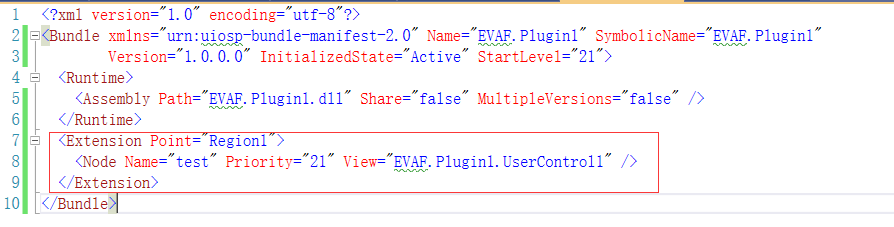 1 <?xml version="1.0" encoding="utf-8"?>
2 <Bundle xmlns="urn:uiosp-bundle-manifest-2.0" Name="EVAF.Plugin1" SymbolicName="EVAF.Plugin1"
3 Version="1.0.0.0" InitializedState="Active" StartLevel="21">
4 <Runtime>
5 <Assembly Path="EVAF.Plugin1.dll" Share="false" MultipleVersions="false" />
6 </Runtime>
7 <Extension Point="Region1">
8 <Node Name="test" Priority="21" View="EVAF.Plugin1.UserControl1" />
9 </Extension>
10 </Bundle>